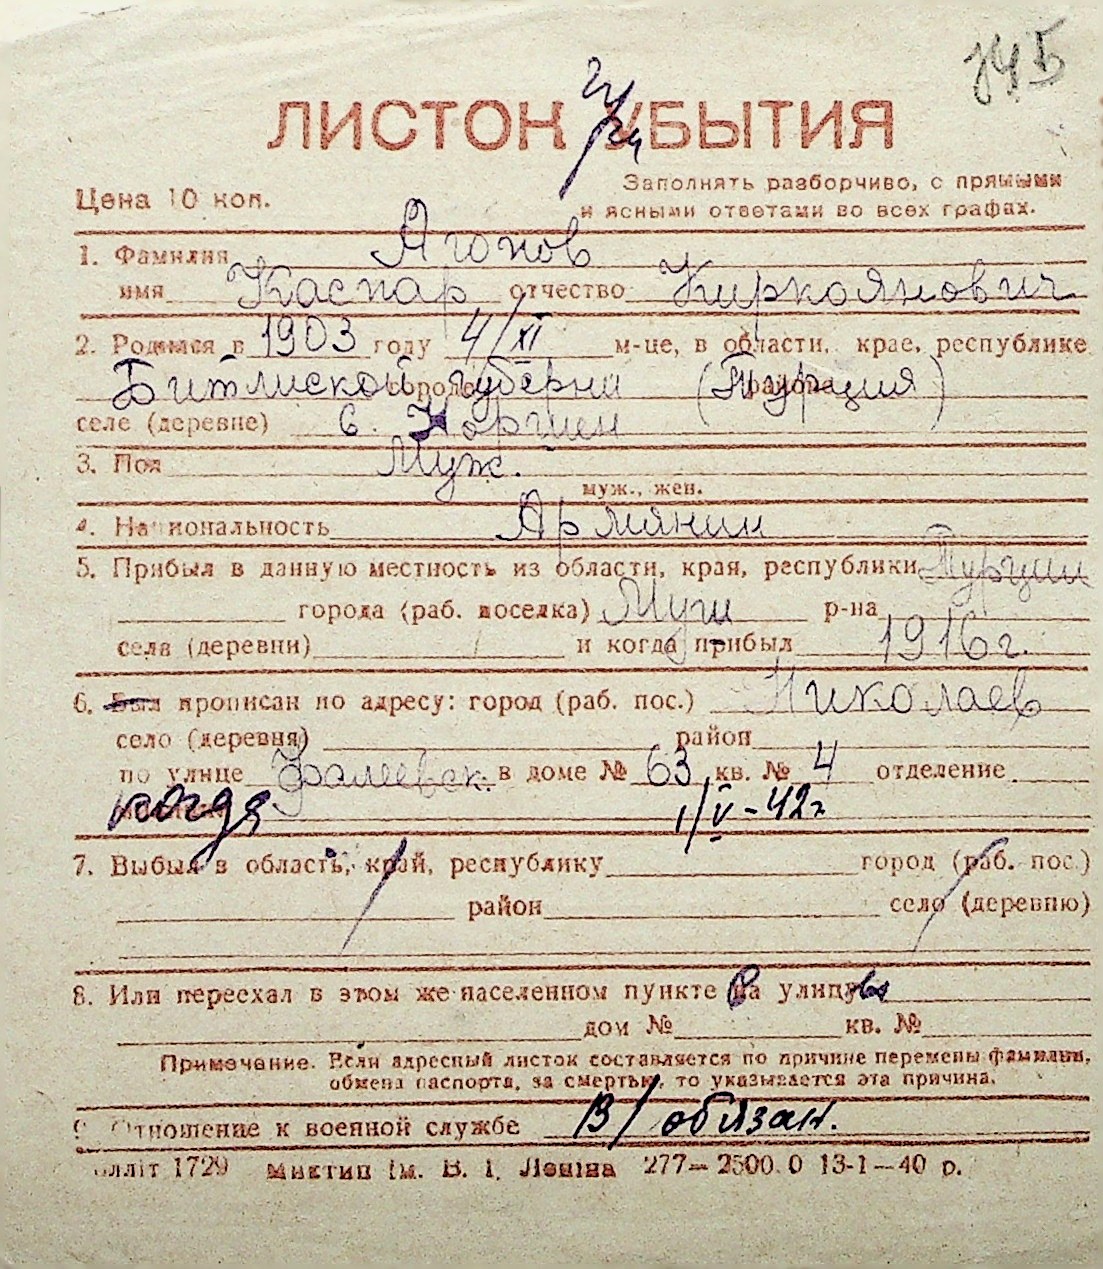 745
ЛИСТОК УБЫТИЯ
Цена 10 коп.
Заполнять разборчиво, с прямыми
и ясными ответами во всех графах.
1. Фамилия Агопов
имя Каспар отчество Киркоянович
2. Родился в 1903 году 4/XI м-це, в области, крае, республике
Битлиской городе губерни (Турция) районе
селе (деревне) с. Норшен
3. Пол Муж.
муж., жен.
4. Национальность Армянин
5. Прибыл в данную местность из области, края, республики Турции
города (раб. поселка) Муш р-на
села (деревни) и когда прибыл 1916 г.
6. Был прописан по адресу: город (раб. пос.) Николаев
село (деревня) район
по улице Фалеевск. в доме № 63 кв. № 4 отделение
когда 1/V-42 г
7. Выбыл в область, край, республику город (раб. пос.)
район село (деревню)
8. Или переехал в этом же населенном пункте на улицу
дом № кв. №
Примечание. Если адресный листок составляется по причине перемены фамилии,
обмена паспорта, за смертью, то указывается эта причина.
9. Отношение к военной службе В/обязан.
1729 Миктип ім. В. І. Леніна 277—2500.0 13-1—40 р.